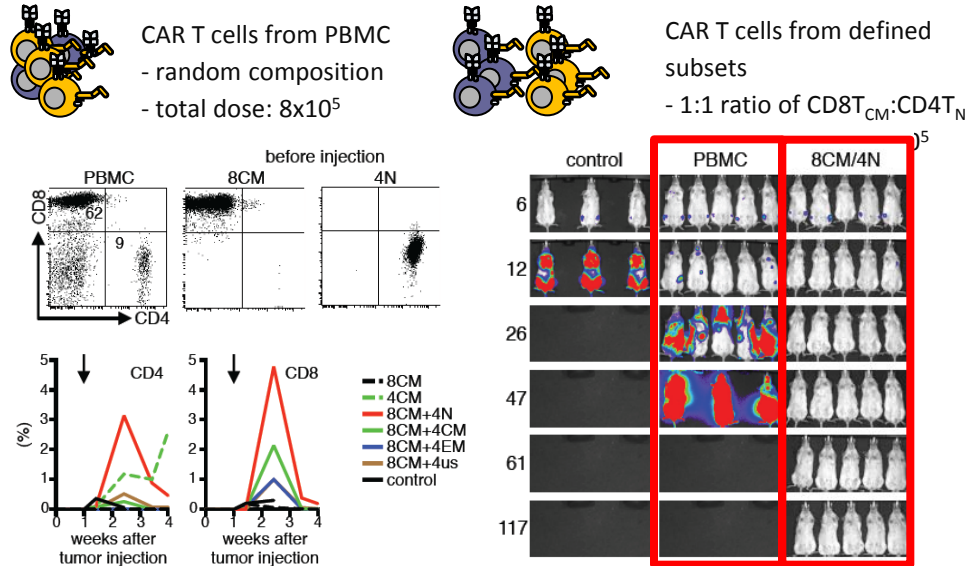 CAR T cells from PBMC
- random composition
- total dose: 8x10⁵
CAR T cells from defined
subsets
- 1:1 ratio of CD8T_CM:CD4T_N
before injection
PBMC
8CM
4N
CD8
62
9
CD4
5
4
3
2
1
0
(%)
CD4
0 1 2 3 4
weeks after
tumor injection
CD8
0 1 2 3 4
weeks after
tumor injection
8CM
4CM
8CM+4N
8CM+4CM
8CM+4EM
8CM+4us
control
control
PBMC
8CM/4N
6
12
26
47
61
117